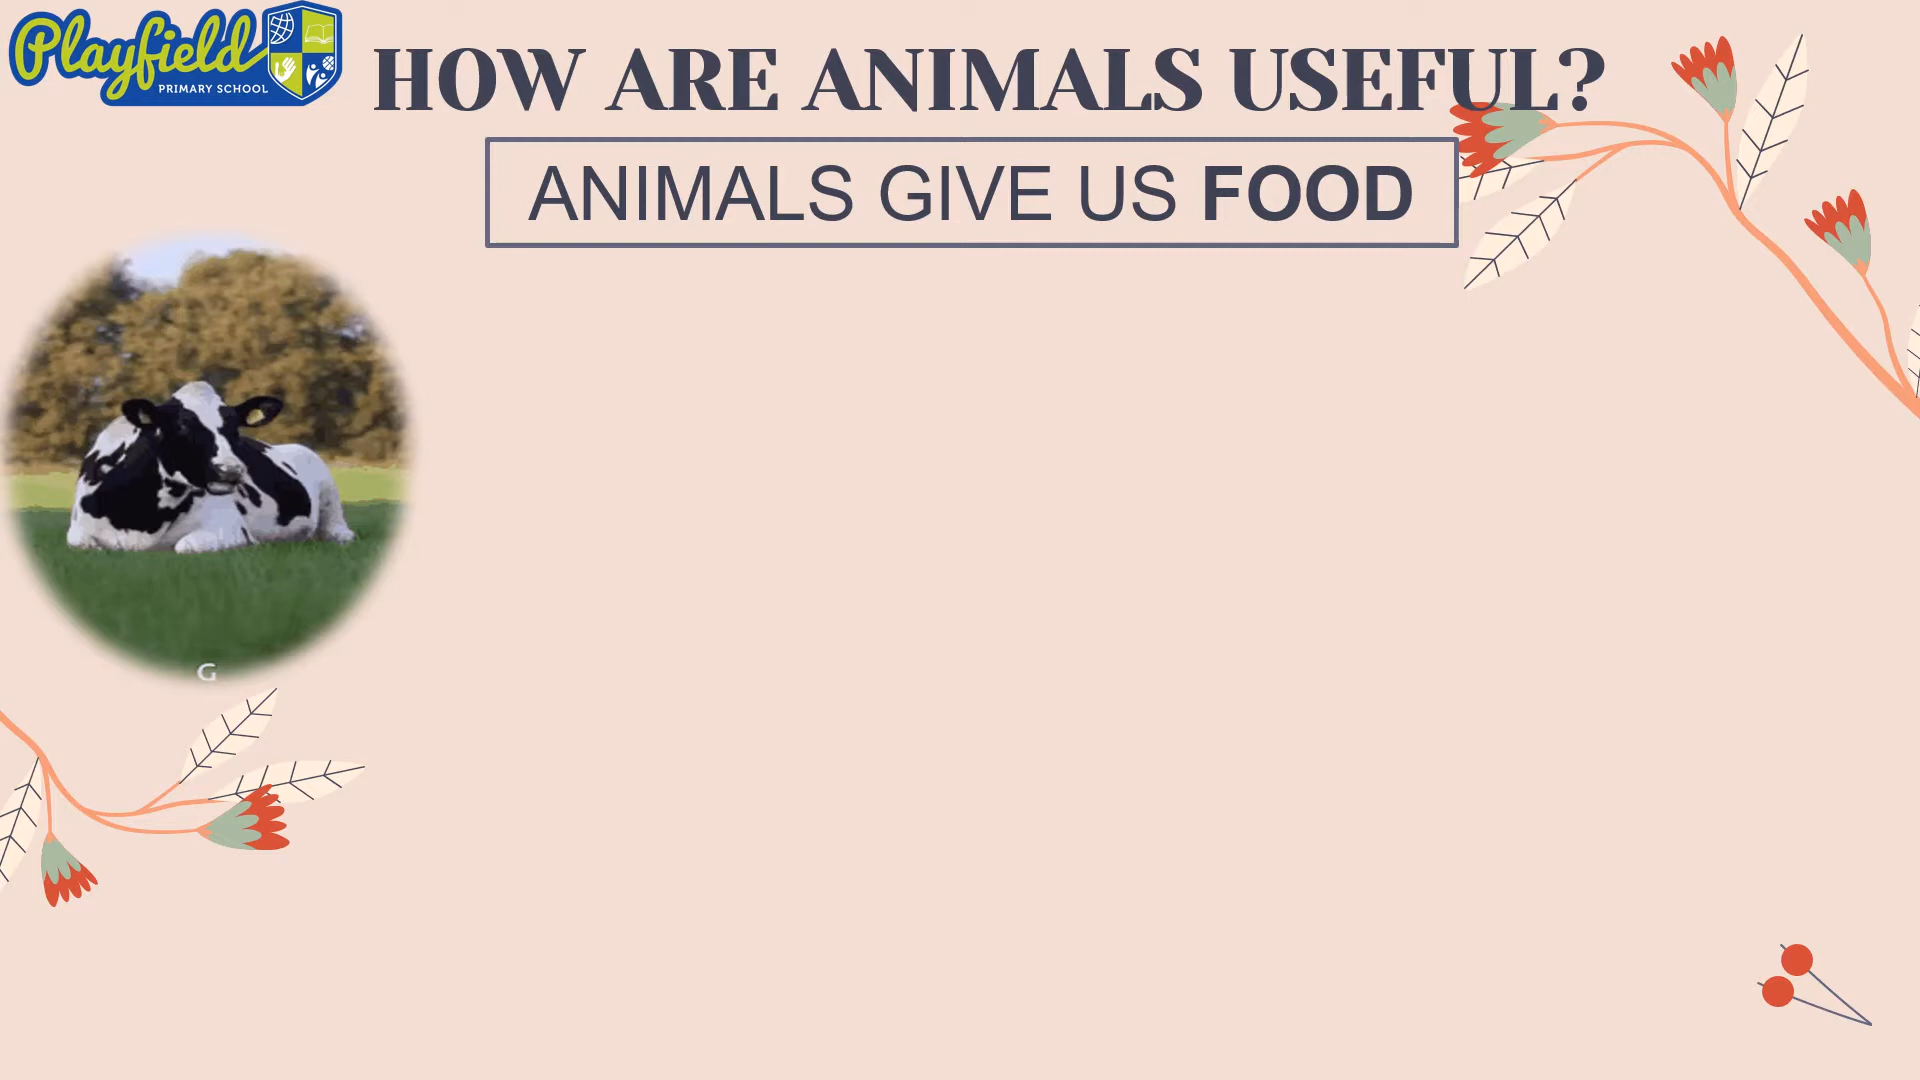 Playfield
PRIMARY SCHOOL
HOW ARE ANIMALS USEFUL?
ANIMALS GIVE US FOOD
G